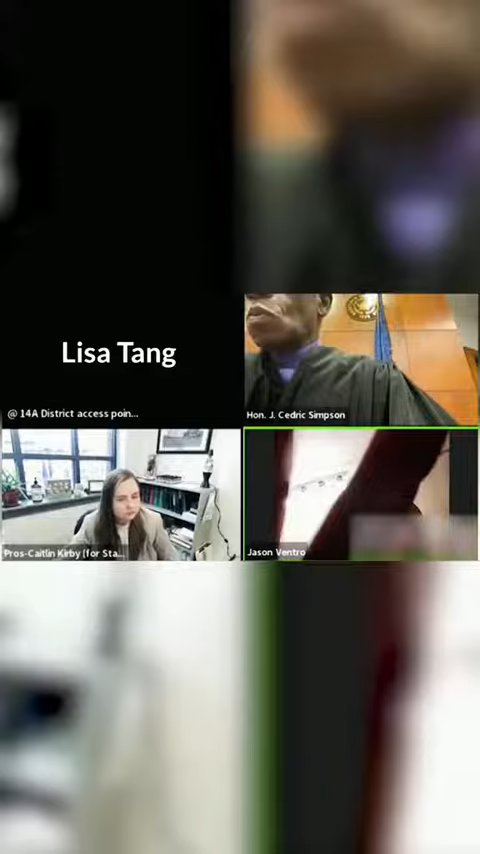 Lisa Tang
@ 14A District access poin...
Hon. J. Cedric Simpson
Pros-Caitlin Kirby (for Sta...
Jason Ventro